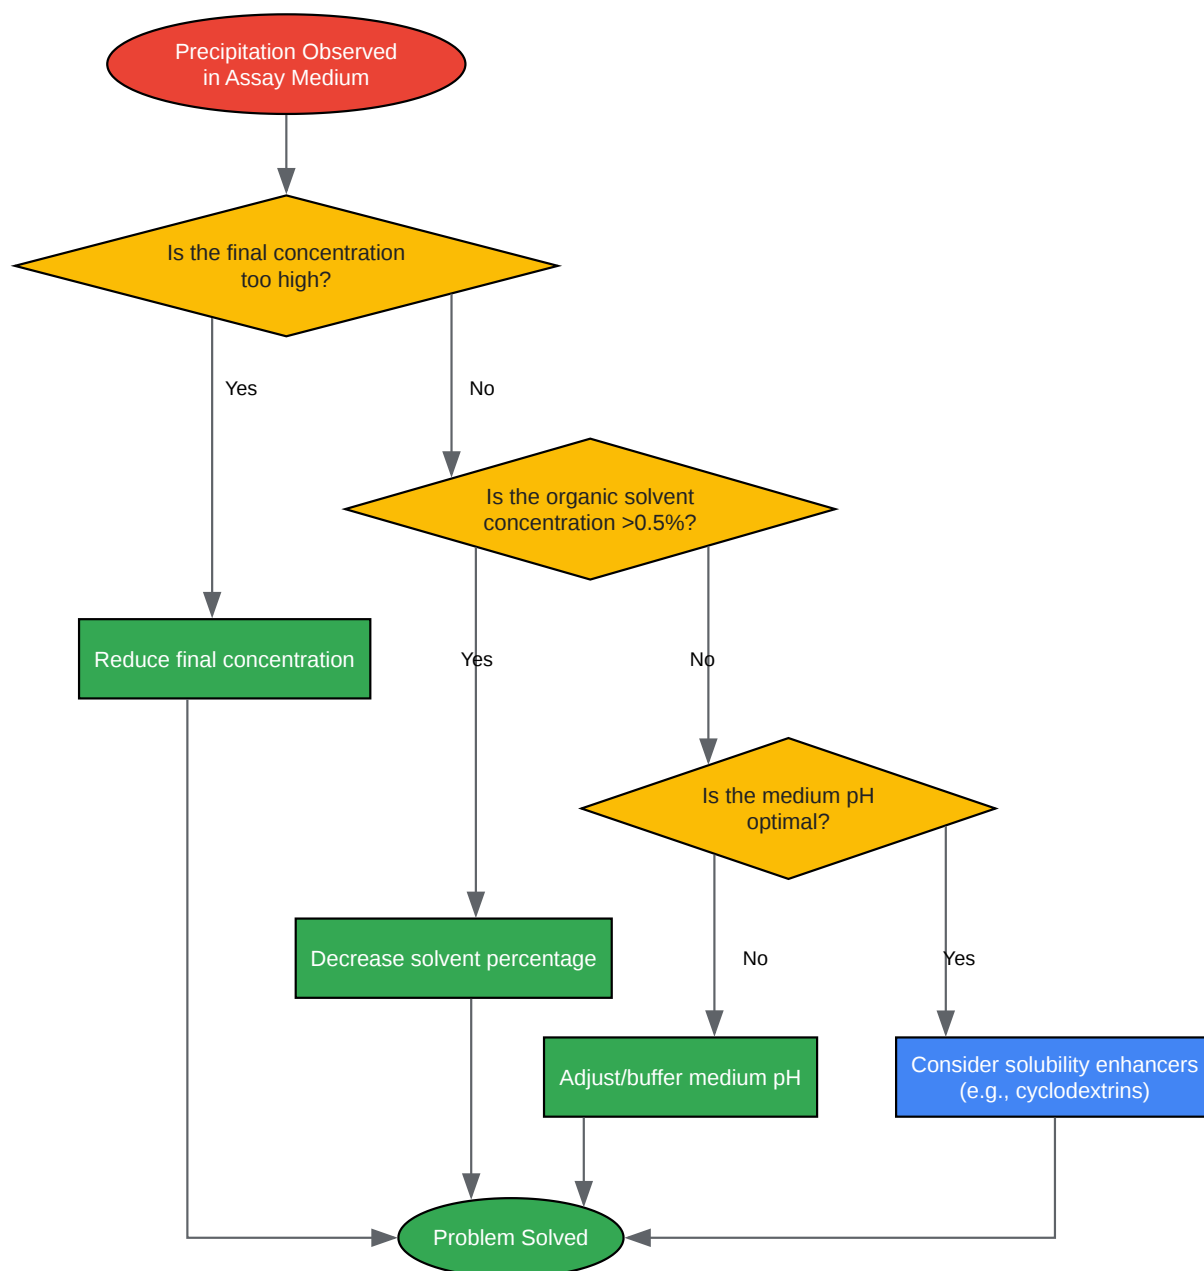 Precipitation Observed
in Assay Medium
Is the final concentration
too high?
Yes
No
Is the organic solvent
concentration >0.5%?
Reduce final concentration
Yes
No
Is the medium pH
optimal?
Decrease solvent percentage
No
Yes
Adjust/buffer medium pH
Consider solubility enhancers
(e.g., cyclodextrins)
Problem Solved